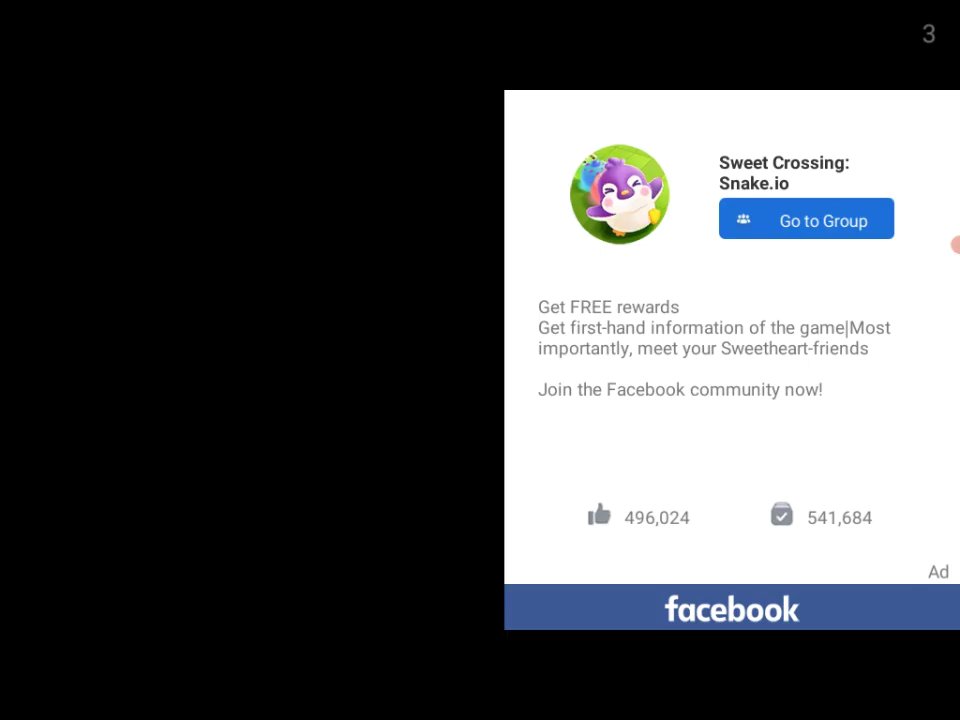 3
Sweet Crossing:
Snake.io
Go to Group
Get FREE rewards
Get first-hand information of the game|Most
importantly, meet your Sweetheart-friends
Join the Facebook community now!
496,024
541,684
Ad
facebook